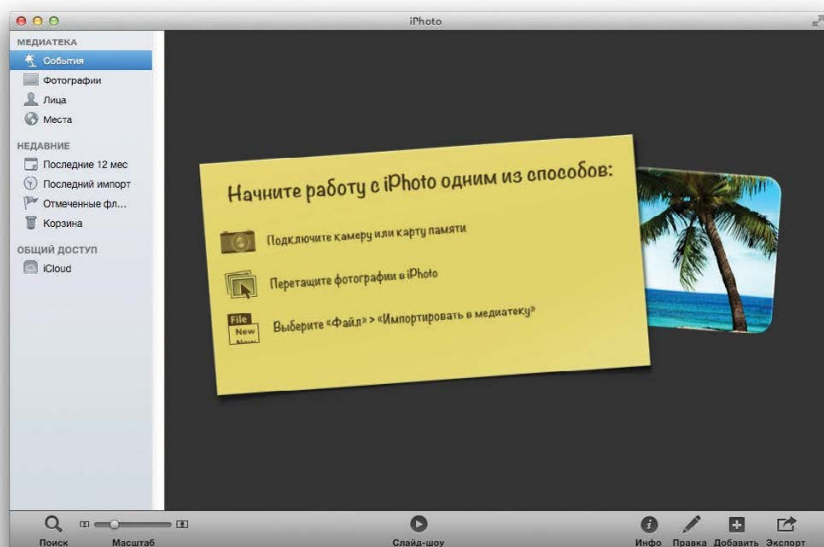 iPhoto
МЕДИАТЕКА
События
Фотографии
Лица
Места
НЕДАВНИЕ
Последние 12 мес
Последний импорт
Отмеченные фл...
Корзина
ОБЩИЙ ДОСТУП
iCloud
Начните работу с iPhoto одним из способов:
Подключите камеру или карту памяти
Перетащите фотографии в iPhoto
File
New
New
Выберите «Файл» > «Импортировать в медиатеку»
Поиск
Масштаб
Слайд-шоу
Инфо
Правка
Добавить
Экспорт